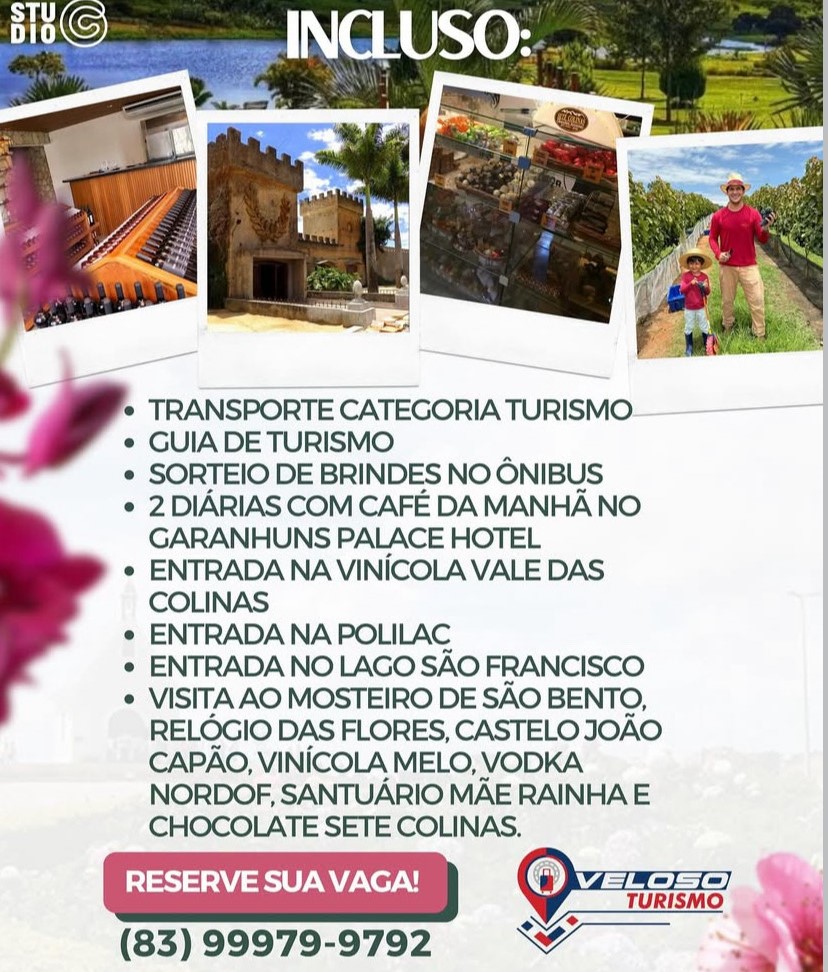 STU
DIO
INCLUSO:
SETE COLINAS
• TRANSPORTE CATEGORIA TURISMO
• GUIA DE TURISMO
• SORTEIO DE BRINDES NO ÔNIBUS
• 2 DIÁRIAS COM CAFÉ DA MANHÃ NO
GARANHUNS PALACE HOTEL
• ENTRADA NA VINÍCOLA VALE DAS
COLINAS
• ENTRADA NA POLILAC
• ENTRADA NO LAGO SÃO FRANCISCO
• VISITA AO MOSTEIRO DE SÃO BENTO,
RELÓGIO DAS FLORES, CASTELO JOÃO
CAPÃO, VINÍCOLA MELO, VODKA
NORDOF, SANTUÁRIO MÃE RAINHA E
CHOCOLATE SETE COLINAS.
RESERVE SUA VAGA!
(83) 99979-9792
VELOSO
TURISMO